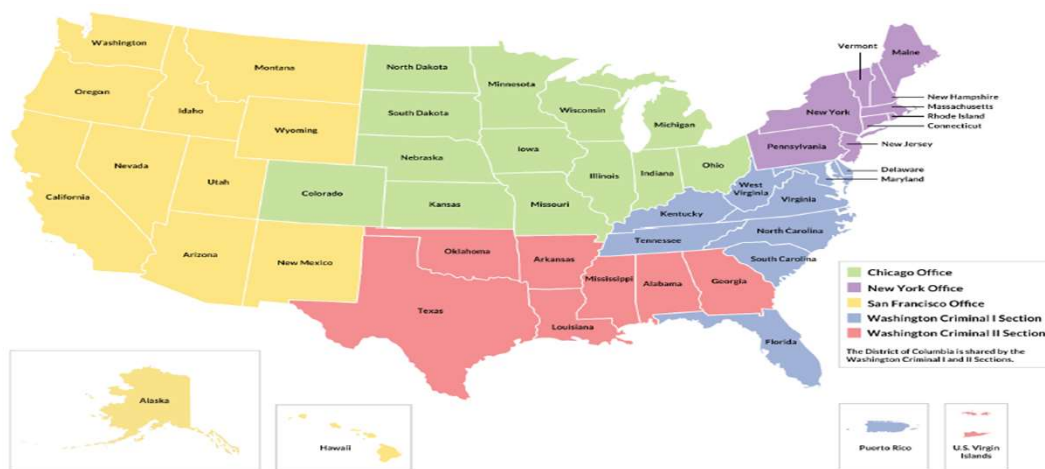 Washington
Oregon
Idaho
Montana
Wyoming
Nevada
California
Utah
Arizona
New Mexico
Colorado
North Dakota
South Dakota
Nebraska
Kansas
Minnesota
Iowa
Missouri
Wisconsin
Illinois
Michigan
Indiana
Ohio
Kentucky
Tennessee
West
Virginia
Virginia
North Carolina
South Carolina
Oklahoma
Texas
Arkansas
Louisiana
Mississippi
Alabama
Georgia
Florida
Pennsylvania
New York
Vermont
Maine
New Hampshire
Massachusetts
Rhode Island
Connecticut
New Jersey
Delaware
Maryland
Chicago Office
New York Office
San Francisco Office
Washington Criminal I Section
Washington Criminal II Section
The District of Columbia is shared by the
Washington Criminal I and II Sections.
Alaska
Hawaii
Puerto Rico
U.S. Virgin
Islands